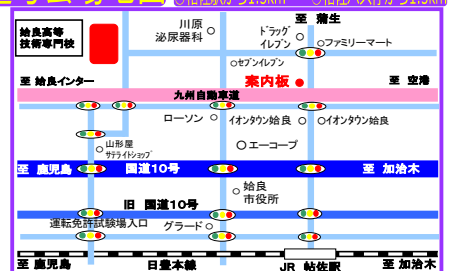 ○帖佐駅から1.9km
川原
泌尿器科
至 蒲生
ドラッグ
イレブン
ファミリーマート
姶良高等
技術専門校
セブンイレブン
至 姶良インター
案内板
至 空港
九州自動車道
ローソン
イオンタウン姶良
イオンタウン姶良
山形屋
サテライトショップ
エーコープ
至 鹿児島
国道10号
至 加治木
姶良
市役所
旧 国道10号
運転免許試験場入口
グラード
至 鹿児島
日豊本線
JR 帖佐駅
至 加治木